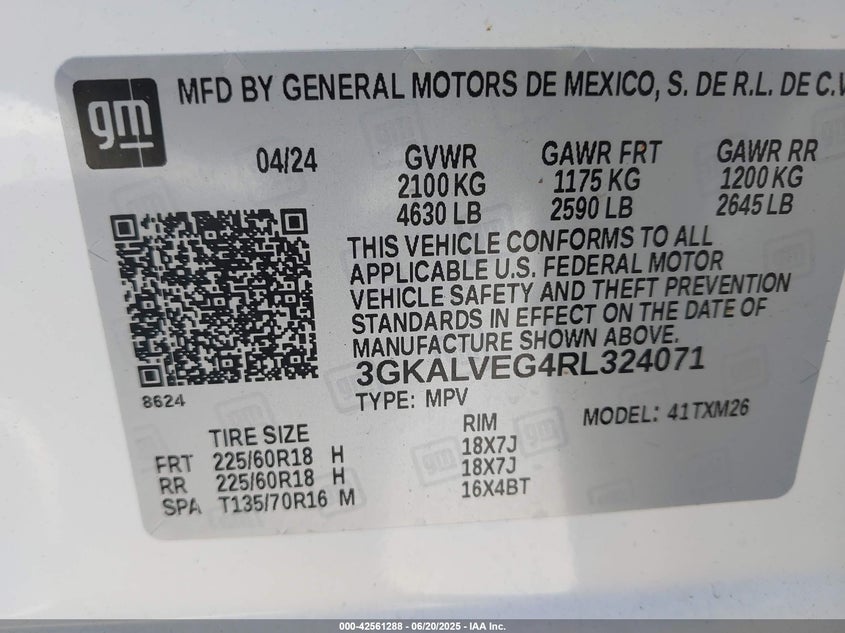 gm
MFD BY GENERAL MOTORS DE MEXICO, S. DE R.L. DE C.V
04/24 GVWR GAWR FRT GAWR RR
2100 KG 1175 KG 1200 KG
4630 LB 2590 LB 2645 LB
THIS VEHICLE CONFORMS TO ALL
APPLICABLE U.S. FEDERAL MOTOR
VEHICLE SAFETY AND THEFT PREVENTION
STANDARDS IN EFFECT ON THE DATE OF
MANUFACTURE SHOWN ABOVE.
3GKALVEG4RL324071
8624 TYPE: MPV MODEL: 41TXM26
TIRE SIZE RIM
FRT 225/60R18 H 18X7J
RR 225/60R18 H 18X7J
SPA T135/70R16 M 16X4BT
000-42561288 - 06/20/2025 - IAA Inc.